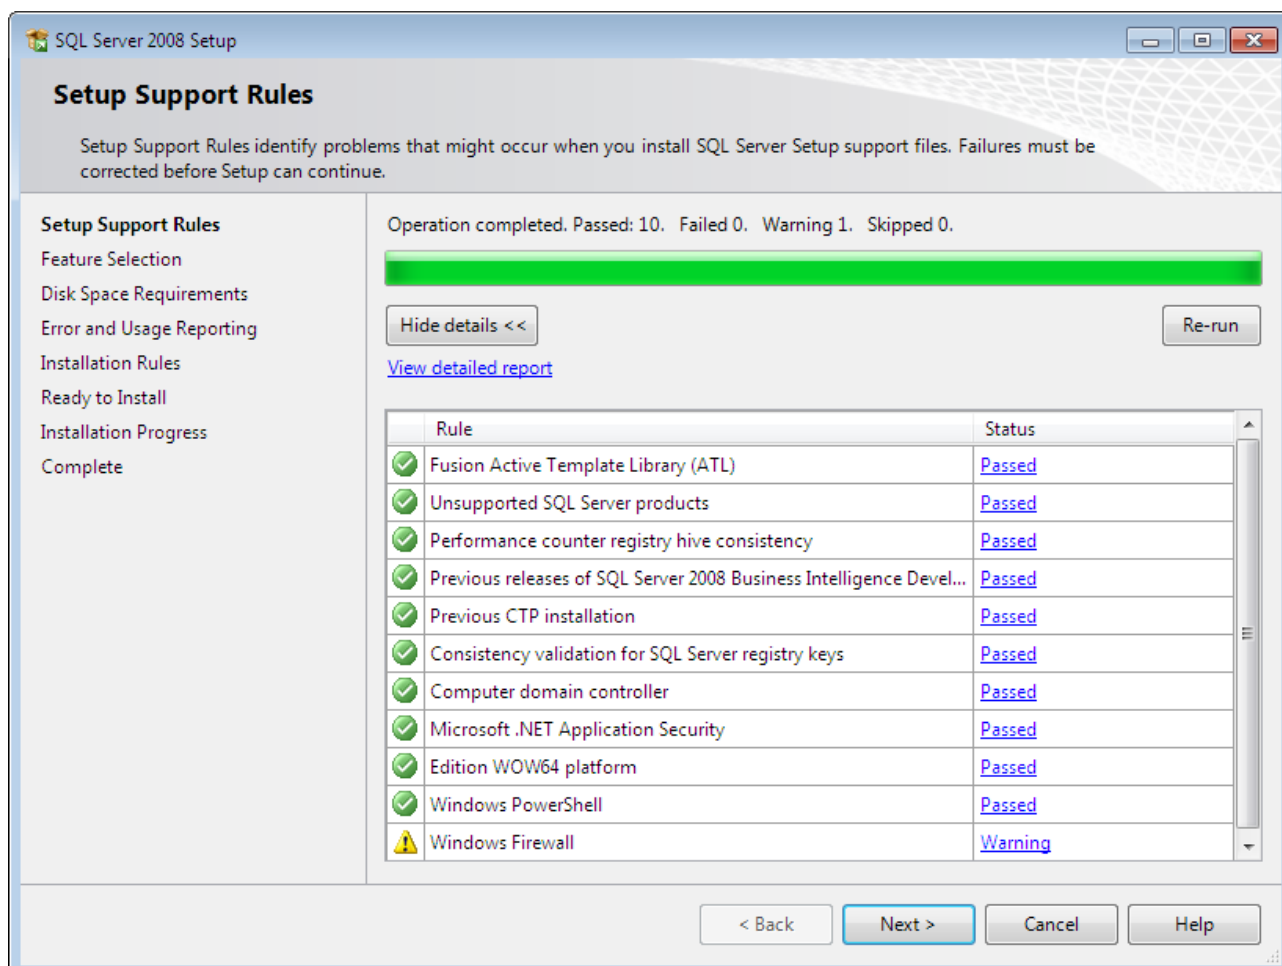 SQL Server 2008 Setup
Setup Support Rules
Setup Support Rules identify problems that might occur when you install SQL Server Setup support files. Failures must be
corrected before Setup can continue.
Setup Support Rules
Feature Selection
Disk Space Requirements
Error and Usage Reporting
Installation Rules
Ready to Install
Installation Progress
Complete
Operation completed. Passed: 10.   Failed 0.   Warning 1.   Skipped 0.
Hide details <<
Re-run
View detailed report
Rule Status
Fusion Active Template Library (ATL) Passed
Unsupported SQL Server products Passed
Performance counter registry hive consistency Passed
Previous releases of SQL Server 2008 Business Intelligence Devel... Passed
Previous CTP installation Passed
Consistency validation for SQL Server registry keys Passed
Computer domain controller Passed
Microsoft .NET Application Security Passed
Edition WOW64 platform Passed
Windows PowerShell Passed
Windows Firewall Warning
< Back Next > Cancel Help